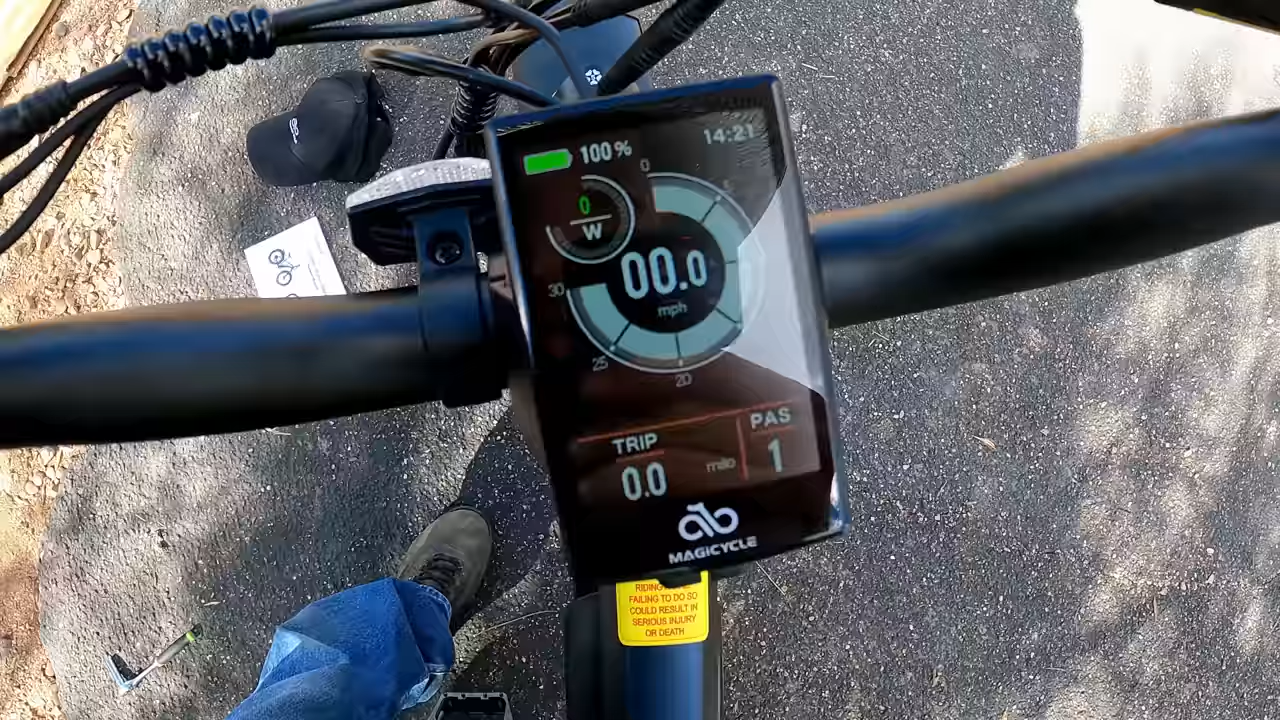 100%
14:21
0
5
0
W
00.0
mph
30
25
20
TRIP
0.0
mile
PAS
1
MAGICYCLE
RIDING
FAILING TO DO SO
COULD RESULT IN
SERIOUS INJURY
OR DEATH